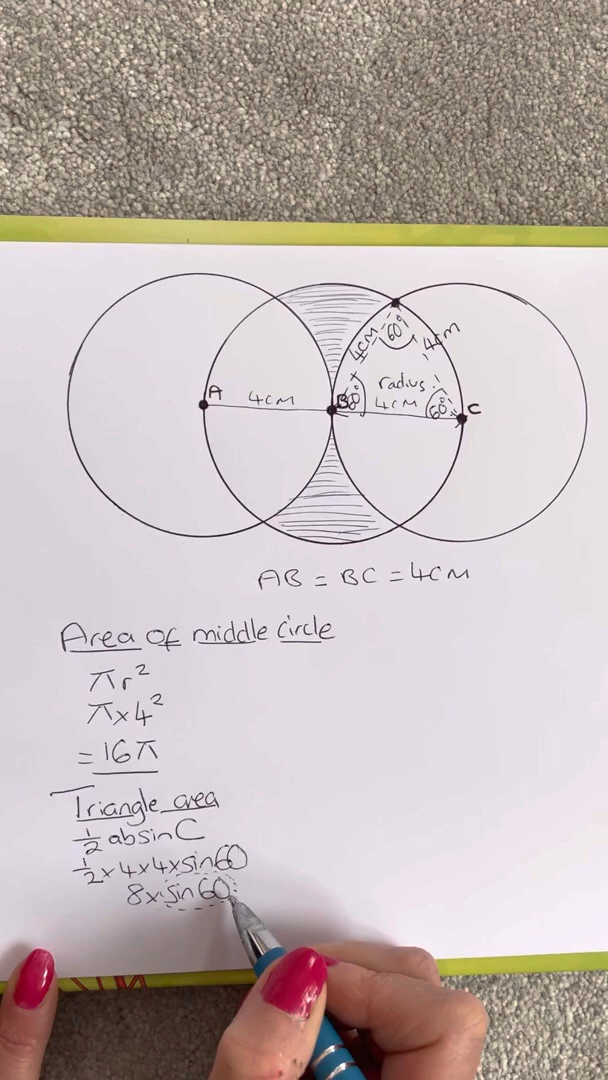 60°
4cm
4cm
A
4cm
B
60°
radius
4cm
60°
C
AB = BC = 4cm
Area of middle circle
πr²
π×4²
= 16π
Triangle area
½ absinC
½ × 4 × 4 × sin60
8 × sin60